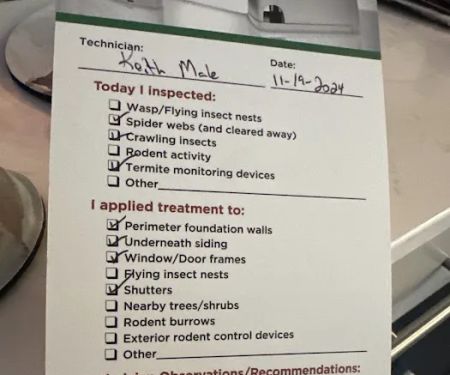 Technician: Date:
Keith Male 11-19-2024
Today I inspected:
☐ Wasp/Flying insect nests
☑ Spider webs (and cleared away)
☑ Crawling insects
☐ Rodent activity
☑ Termite monitoring devices
☐ Other
I applied treatment to:
☑ Perimeter foundation walls
☑ Underneath siding
☑ Window/Door frames
☐ Flying insect nests
☑ Shutters
☐ Nearby trees/shrubs
☐ Rodent burrows
☐ Exterior rodent control devices
☐ Other
Observations/Recommendations: